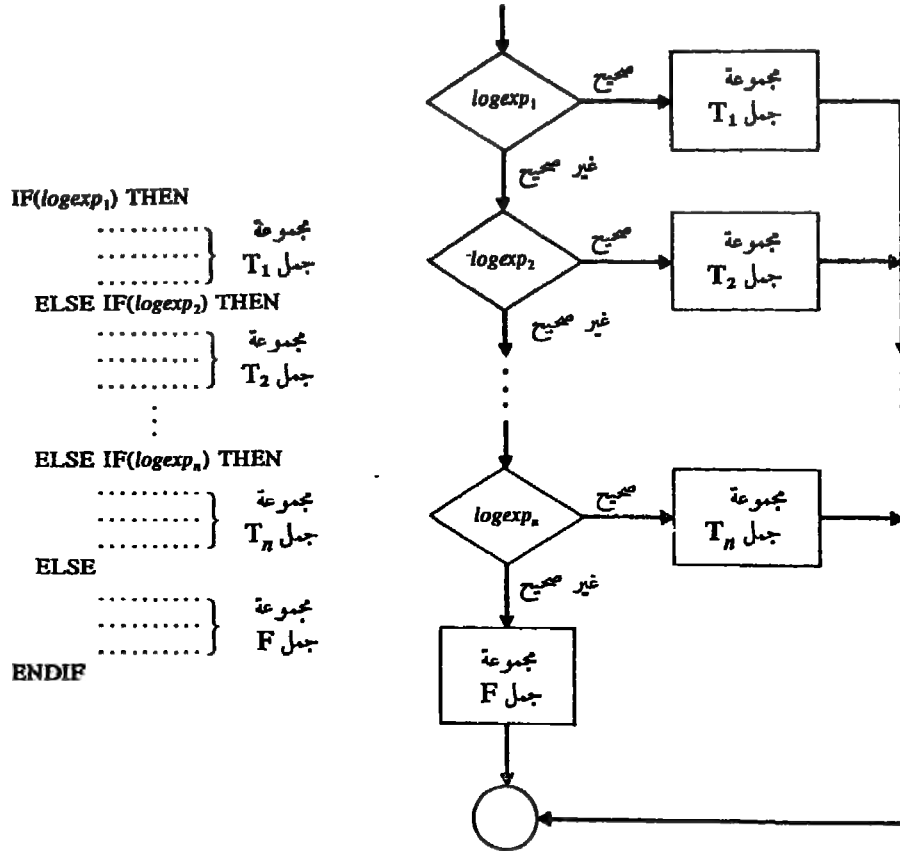 IF(logexp₁) THEN
.......... } مجموعة
.......... جمل T₁
..........
ELSE IF(logexp₂) THEN
.......... } مجموعة
.......... جمل T₂
..........
⋮
ELSE IF(logexpₙ) THEN
.......... } مجموعة
.......... جمل Tₙ
..........
ELSE
.......... } مجموعة
.......... جمل F
..........
ENDIF
logexp₁
صحيح
مجموعة
جمل T₁
غير صحيح
logexp₂
صحيح
مجموعة
جمل T₂
غير صحيح
⋮
logexpₙ
صحيح
مجموعة
جمل Tₙ
غير صحيح
مجموعة
جمل F